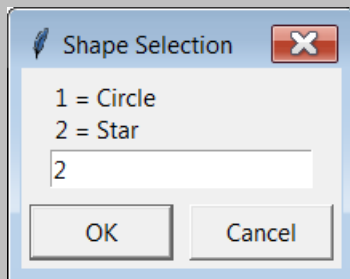 Shape Selection
1 = Circle
2 = Star
2
OK Cancel